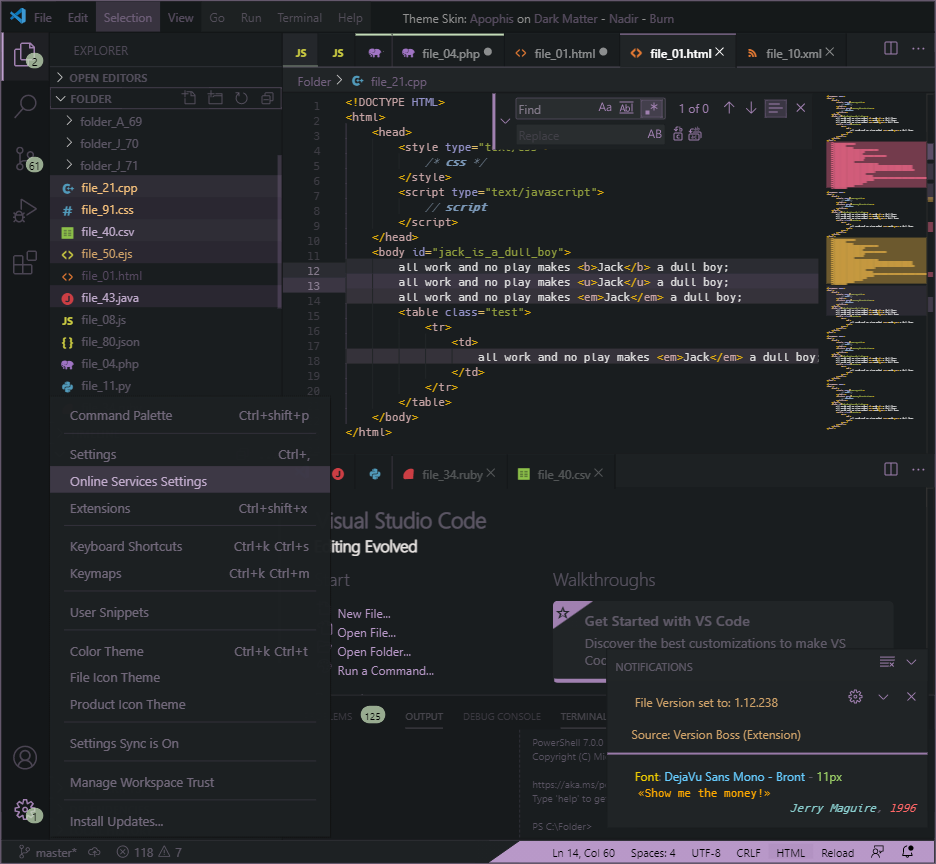 File Edit Selection View Go Run Terminal Help Theme Skin: Apophis on Dark Matter - Nadir - Burn
2 EXPLORER JS JS file_04.php file_01.html file_01.html file_10.xml
OPEN EDITORS Folder > file_21.cpp
FOLDER
folder_A_69
folder_J_70
61 folder_J_71
file_21.cpp
# file_91.css
file_40.csv
file_50.ejs
file_01.html
file_43.java
JS file_08.js
{} file_80.json
file_04.php
file_11.py
1 <!DOCTYPE HTML>
2 <html>
3 <head>
4 <style type="text/css">
5 /* css */
6 </style>
7 <script type="text/javascript">
8 // script
9 </script>
10 </head>
11 <body id="jack_is_a_dull_boy">
12 all work and no play makes <b>Jack</b> a dull boy;
13 all work and no play makes <u>Jack</u> a dull boy;
14 all work and no play makes <em>Jack</em> a dull boy;
15 <table class="test">
16 <tr>
17 <td>
18 all work and no play makes <em>Jack</em> a dull boy;
19 </td>
20 </tr>
</table>
</body>
</html>
Find Aa Abl .* 1 of 0
Replace AB
Command Palette Ctrl+shift+p
Settings Ctrl+,
Online Services Settings
Extensions Ctrl+shift+x
Keyboard Shortcuts Ctrl+k Ctrl+s
Keymaps Ctrl+k Ctrl+m
User Snippets
Color Theme Ctrl+k Ctrl+t
File Icon Theme
Product Icon Theme
Settings Sync is On
Manage Workspace Trust
Install Updates...
J file_34.ruby file_40.csv
isual Studio Code
iting Evolved
art
New File...
Open File...
Open Folder...
Run a Command...
Walkthroughs
Get Started with VS Code
Discover the best customizations to make VS
Coc
LEMS 125 OUTPUT DEBUG CONSOLE TERMINAL
PowerShell 7.0.0
Copyright (C) Mi
https://aka.ms/p
Type 'help' to ge
PS C:\Folder>
NOTIFICATIONS
File Version set to: 1.12.238
Source: Version Boss (Extension)
Font: DejaVu Sans Mono - Bront - 11px
«Show me the money!»
Jerry Maguire, 1996
1
master* 118 7 Ln 14, Col 60 Spaces: 4 UTF-8 CRLF HTML Reload